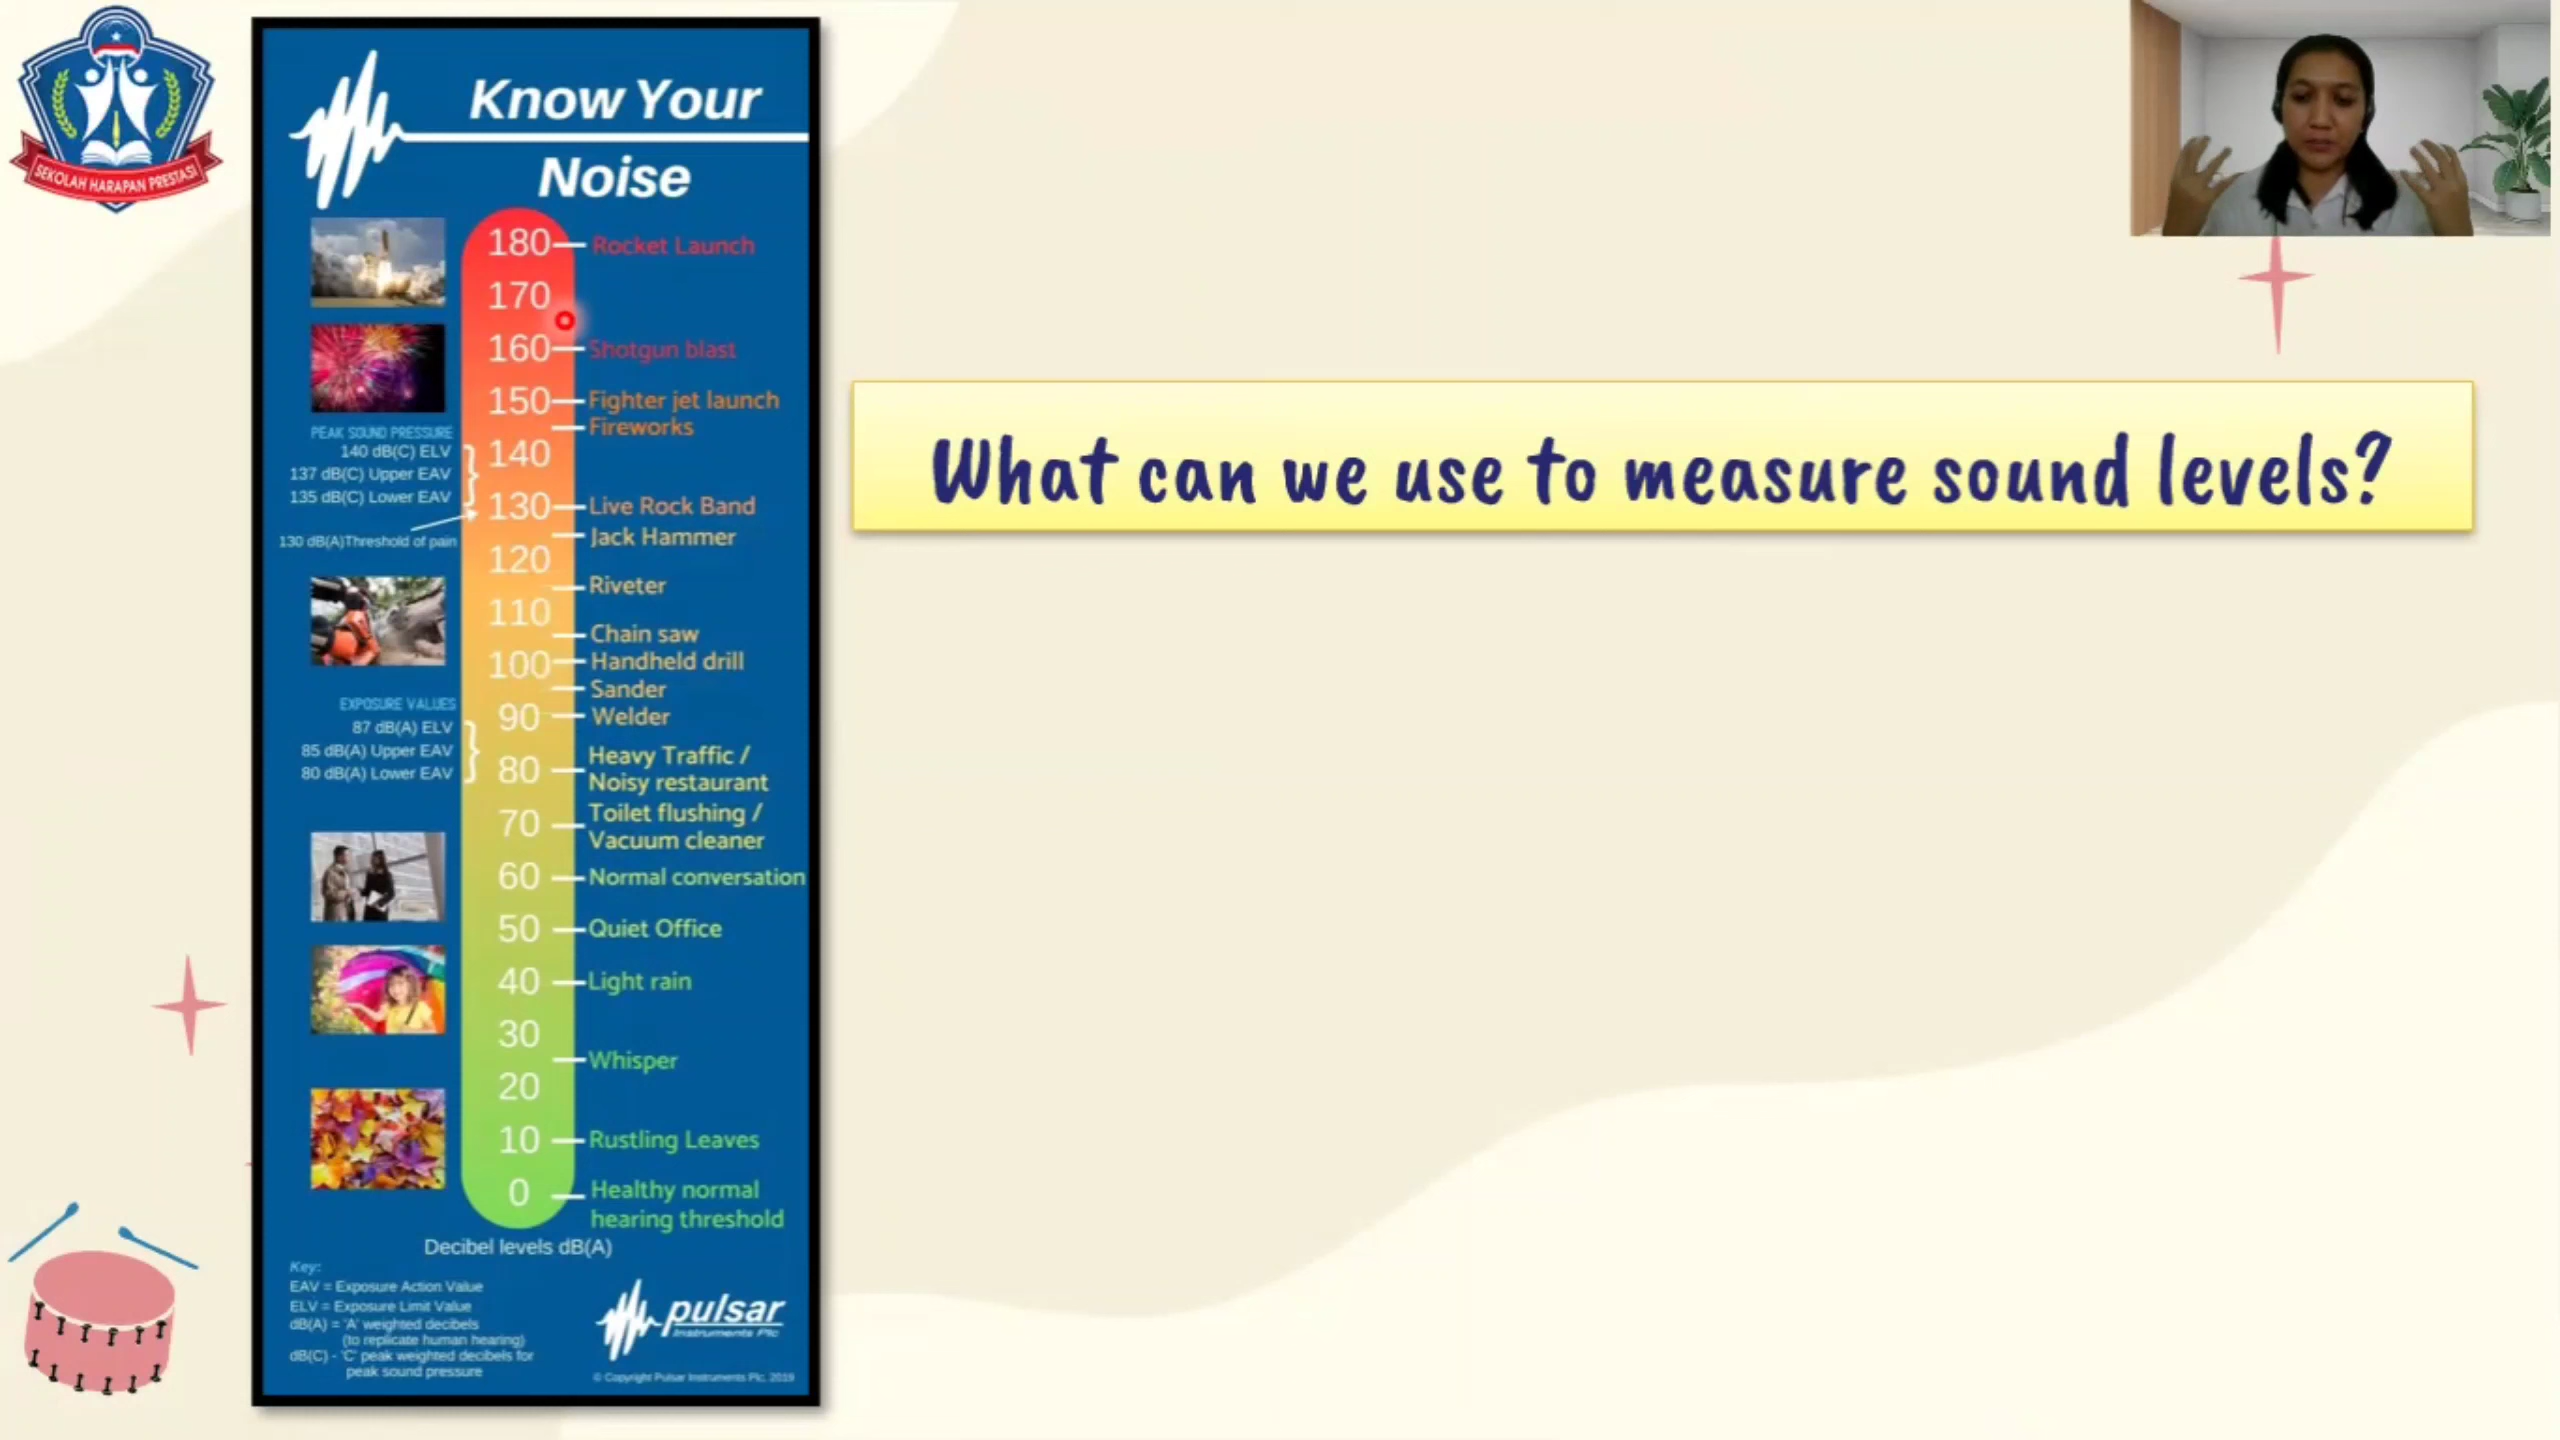 SEKOLAH HARAPAN PRESTASI
Know Your
Noise
180
Rocket Launch
170
160
Shotgun blast
150
Fighter jet launch
Fireworks
PEAK SOUND PRESSURE
140 dB(C) ELV
137 dB(C) Upper EAV
135 dB(C) Lower EAV
140
130
Live Rock Band
130 dB(A)Threshold of pain
Jack Hammer
120
Riveter
110
Chain saw
100
Handheld drill
Sander
EXPOSURE VALUES
87 dB(A) ELV
85 dB(A) Upper EAV
80 dB(A) Lower EAV
90
Welder
80
Heavy Traffic /
Noisy restaurant
70
Toilet flushing /
Vacuum cleaner
60
Normal conversation
50
Quiet Office
40
Light rain
30
Whisper
20
10
Rustling Leaves
0
Healthy normal
hearing threshold
Decibel levels dB(A)
Key:
EAV = Exposure Action Value
ELV = Exposure Limit Value
dB(A) = 'A' weighted decibels
(to replicate human hearing)
dB(C) - 'C' peak weighted decibels for
peak sound pressure
pulsar
Instruments Plc
© Copyright Pulsar Instruments Plc, 2019
What can we use to measure sound levels?